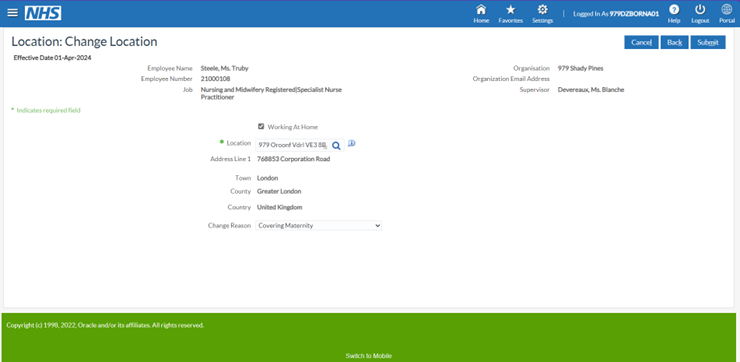 NHS
Home
Favorites
Settings
Logged In As 979DZBORNA01
Help
Logout
Portal
Location: Change Location
Cancel
Back
Submit
Effective Date 01-Apr-2024
Employee Name Steele, Ms. Truby
Organisation 979 Shady Pines
Employee Number 21000108
Organization Email Address
Job Nursing and Midwifery Registered|Specialist Nurse
Practitioner
Supervisor Devereaux, Ms. Blanche
* Indicates required field
Working At Home
Location 979 Oroonf Vdrl VE3
Address Line 1 768853 Corporation Road
Town London
County Greater London
Country United Kingdom
Change Reason Covering Maternity
Copyright (c) 1998, 2022, Oracle and/or its affiliates. All rights reserved.
Switch to Mobile